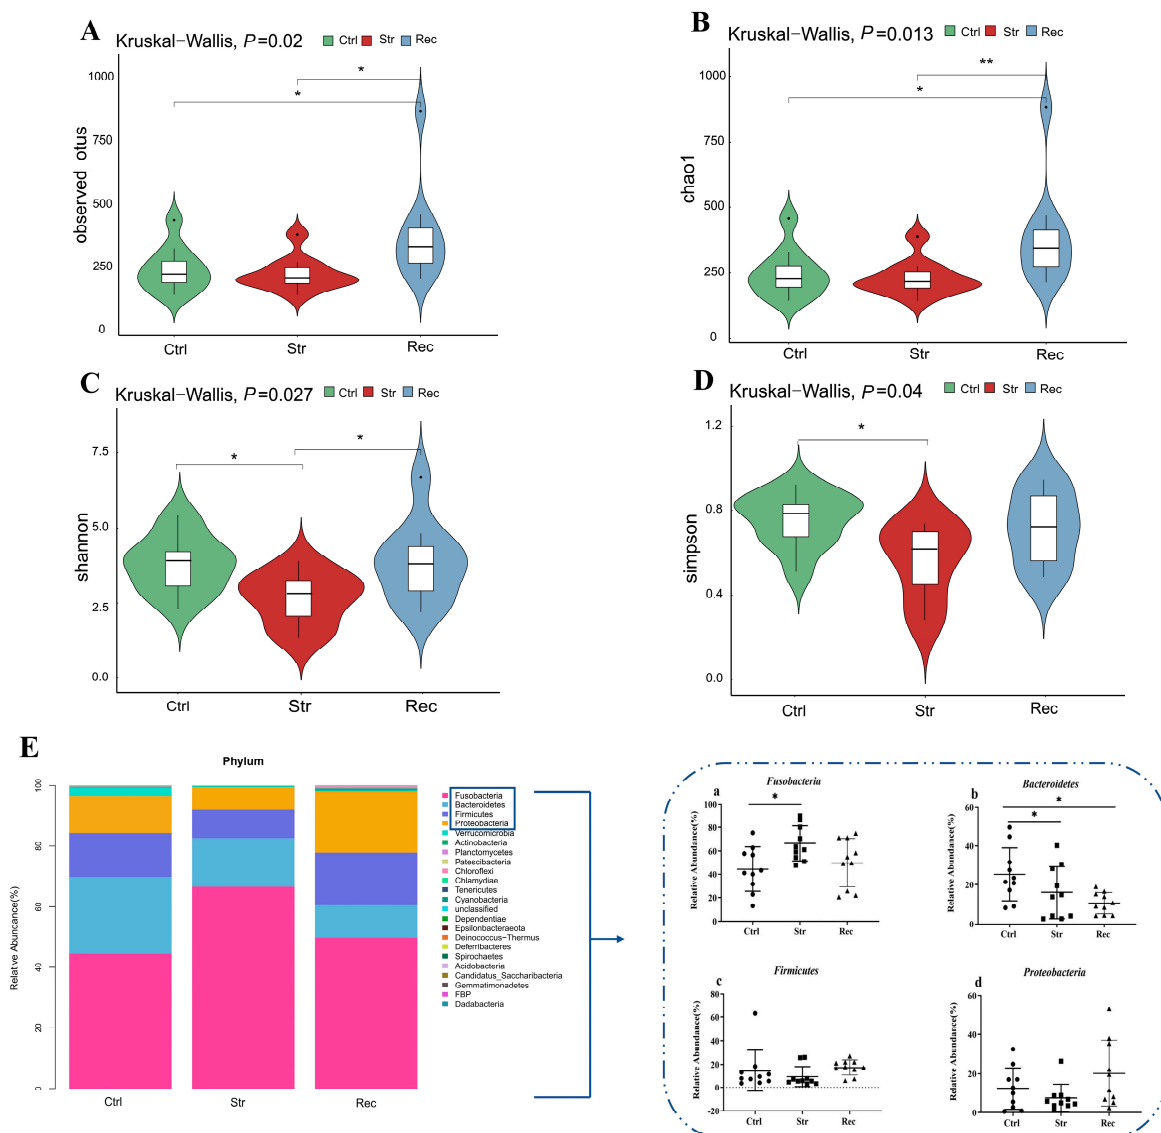 A
Kruskal-Wallis, P=0.02 Ctrl Str Rec
observed otus
1000
750
500
250
0
*
*
Ctrl Str Rec
B
Kruskal-Wallis, P=0.013 Ctrl Str Rec
chao1
1000
750
500
250
0
**
*
Ctrl Str Rec
C
Kruskal-Wallis, P=0.027 Ctrl Str Rec
shannon
7.5
5.0
2.5
0.0
*
*
Ctrl Str Rec
D
Kruskal-Wallis, P=0.04 Ctrl Str Rec
simpson
1.2
0.8
0.4
0.0
*
Ctrl Str Rec
E
Phylum
Relative Abuncance(%)
100
80
60
40
20
0
Ctrl Str Rec
Fusobacteria
Bacteroidetes
Firmicutes
Proteobacteria
Verrucomicrobia
Actinobacteria
Planctomycetes
Patescibacteria
Chloroflexi
Chlamydiae
Tenericutes
Cyanobacteria
unclassified
Dependentiae
Epsilonbacteraeota
Deinococcus-Thermus
Deferribacteres
Spirochaetes
Acidobacteria
Candidatus_Saccharibacteria
Gemmatimonadetes
FBP
Dadabacteria
a
Fusobacteria
Relative Abundance(%)
100
80
60
40
20
0
*
Ctrl Str Rec
b
Bacteroidetes
Relative Abundance(%)
60
40
20
0
*
*
Ctrl Str Rec
c
Firmicutes
Relative Abundance(%)
80
60
40
20
0
-20
Ctrl Str Rec
d
Proteobacteria
Relative Abundance(%)
60
40
20
0
Ctrl Str Rec